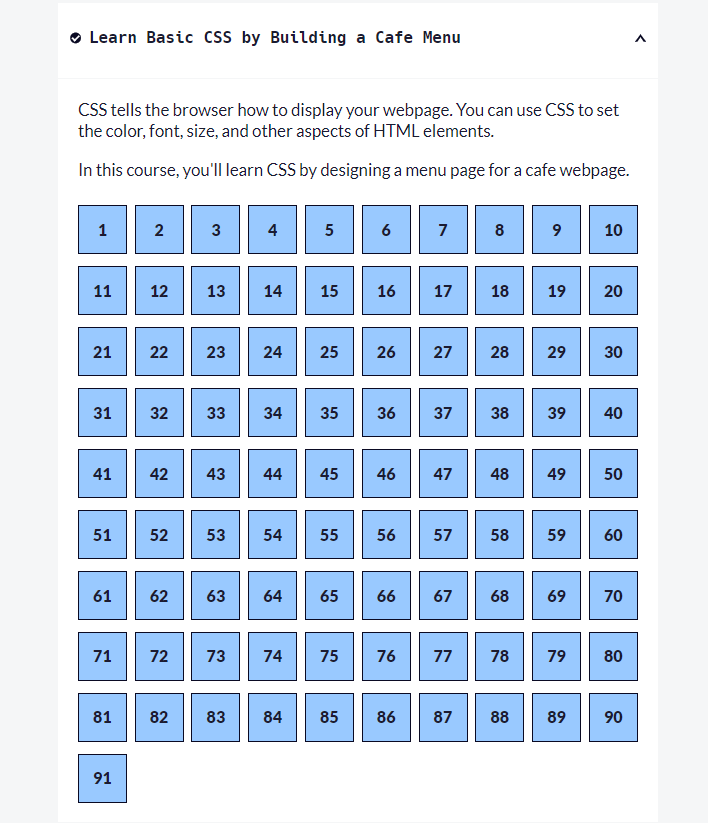 Learn Basic CSS by Building a Cafe Menu
CSS tells the browser how to display your webpage. You can use CSS to set
the color, font, size, and other aspects of HTML elements.
In this course, you'll learn CSS by designing a menu page for a cafe webpage.
1 2 3 4 5 6 7 8 9 10
11 12 13 14 15 16 17 18 19 20
21 22 23 24 25 26 27 28 29 30
31 32 33 34 35 36 37 38 39 40
41 42 43 44 45 46 47 48 49 50
51 52 53 54 55 56 57 58 59 60
61 62 63 64 65 66 67 68 69 70
71 72 73 74 75 76 77 78 79 80
81 82 83 84 85 86 87 88 89 90
91